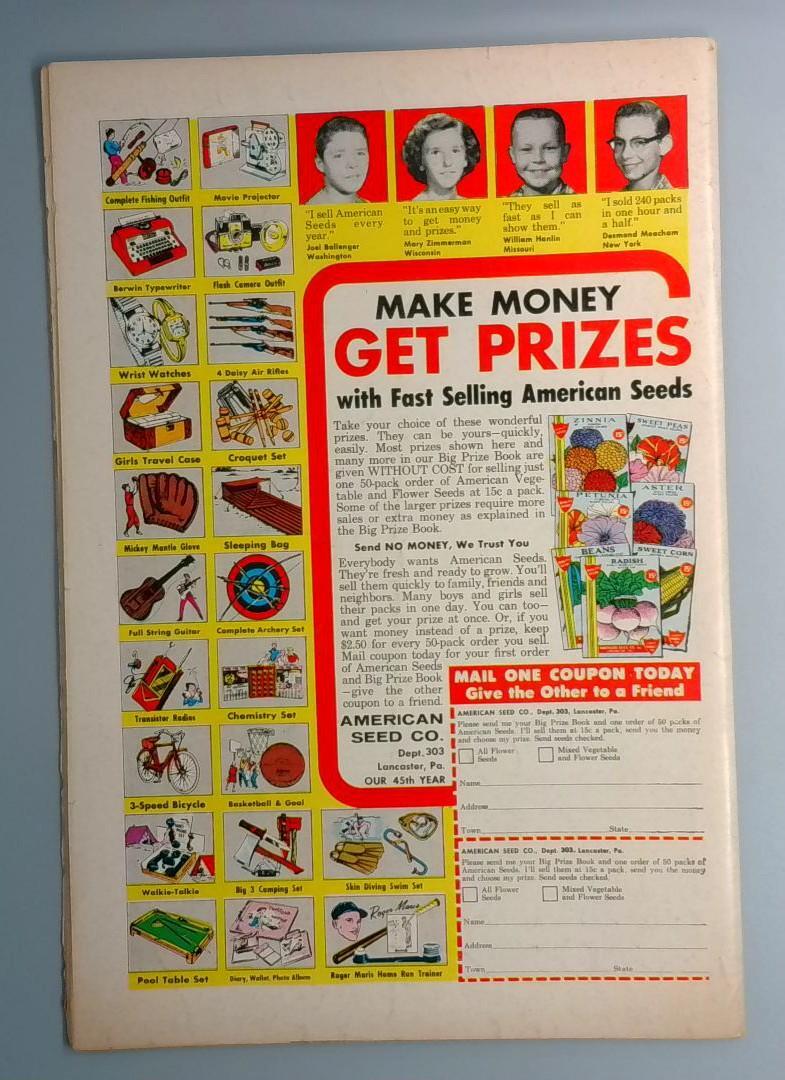 "I sell American
Seeds every
year."
Joel Ballenger
Washington
"It's an easy way
to get money
and prizes."
Mary Zimmerman
Wisconsin
"They sell as
fast as I can
show them."
William Hanlin
Missouri
"I sold 240 packs
in one hour and
a half."
Desmond Meacham
New York
Complete Fishing Outfit
Movie Projector
Berwin Typewriter
Flash Camera Outfit
Wrist Watches
4 Daisy Air Rifles
Girls Travel Case
Croquet Set
Mickey Mantle Glove
Sleeping Bag
Full String Guitar
Complete Archery Set
Transistor Radios
Chemistry Set
3-Speed Bicycle
Basketball & Goal
Walkie-Talkie
Big 3 Camping Set
Skin Diving Swim Set
Pool Table Set
Diary, Wallet, Photo Album
Roger Maris
Roger Maris Home Run Trainer
MAKE MONEY
GET PRIZES
with Fast Selling American Seeds
Take your choice of these wonderful
prizes. They can be yours—quickly,
easily. Most prizes shown here and
many more in our Big Prize Book are
given WITHOUT COST for selling just
one 50-pack order of American Vege-
table and Flower Seeds at 15c a pack.
Some of the larger prizes require more
sales or extra money as explained in
the Big Prize Book.
Send NO MONEY, We Trust You
Everybody wants American Seeds.
They're fresh and ready to grow. You'll
sell them quickly to family, friends and
neighbors. Many boys and girls sell
their packs in one day. You can too—
and get your prize at once. Or, if you
want money instead of a prize, keep
$2.50 for every 50-pack order you sell.
Mail coupon today for your first order
of American Seeds
and Big Prize Book
—give the other
coupon to a friend.
AMERICAN
SEED CO.
Dept. 303
Lancaster, Pa.
OUR 45th YEAR
ZINNIA
15¢
SWEET PEAS
15¢
PETUNIA
15¢
ASTER
15¢
BEANS
SWEET CORN
RADISH
15¢
MAIL ONE COUPON TODAY
Give the Other to a Friend
AMERICAN SEED CO., Dept. 303, Lancaster, Pa.
Please send me your Big Prize Book and one order of 50 packs of
American Seeds. I'll sell them at 15c a pack, send you the money
and choose my prize. Send seeds checked.
All Flower
Seeds
Mixed Vegetable
and Flower Seeds
Name
Address
Town State
AMERICAN SEED CO., Dept. 303, Lancaster, Pa.
Please send me your Big Prize Book and one order of 50 packs of
American Seeds. I'll sell them at 15c a pack, send you the money
and choose my prize. Send seeds checked.
All Flower
Seeds
Mixed Vegetable
and Flower Seeds
Name
Address
Town State